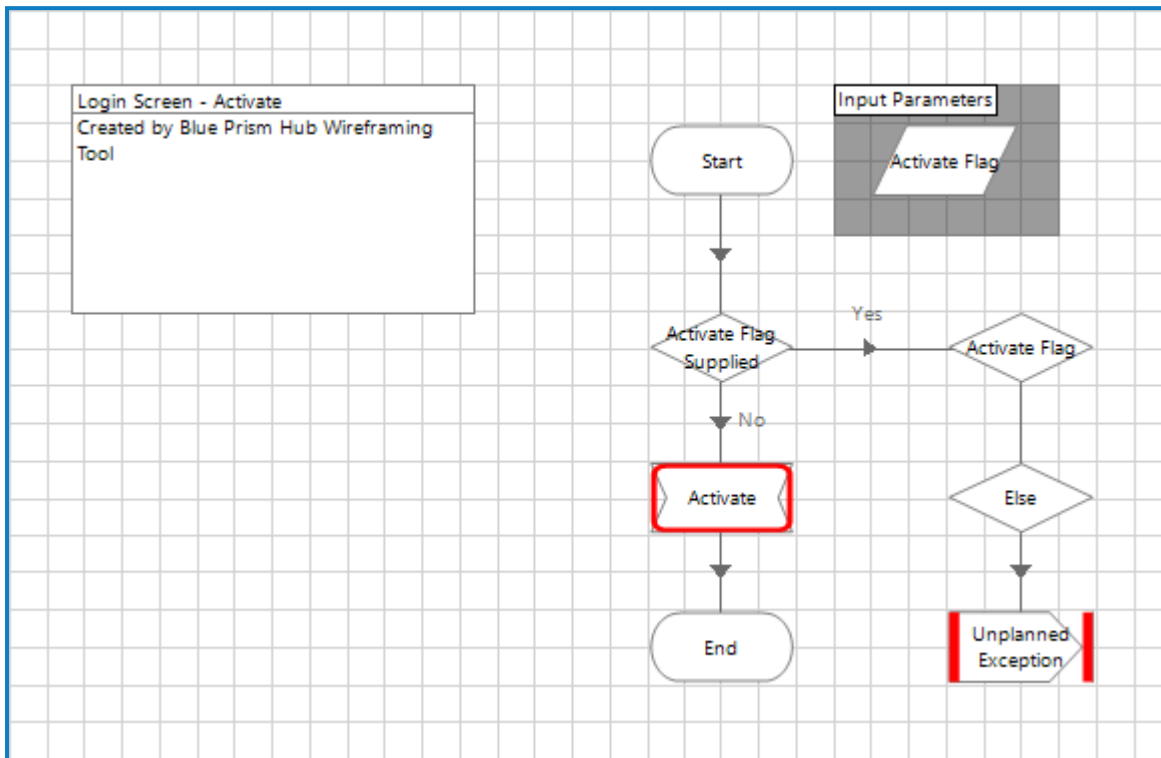 Login Screen - Activate
Created by Blue Prism Hub Wireframing
Tool
Start
Input Parameters
Activate Flag
Activate Flag
Supplied
Yes
Activate Flag
No
Activate
Else
End
Unplanned
Exception